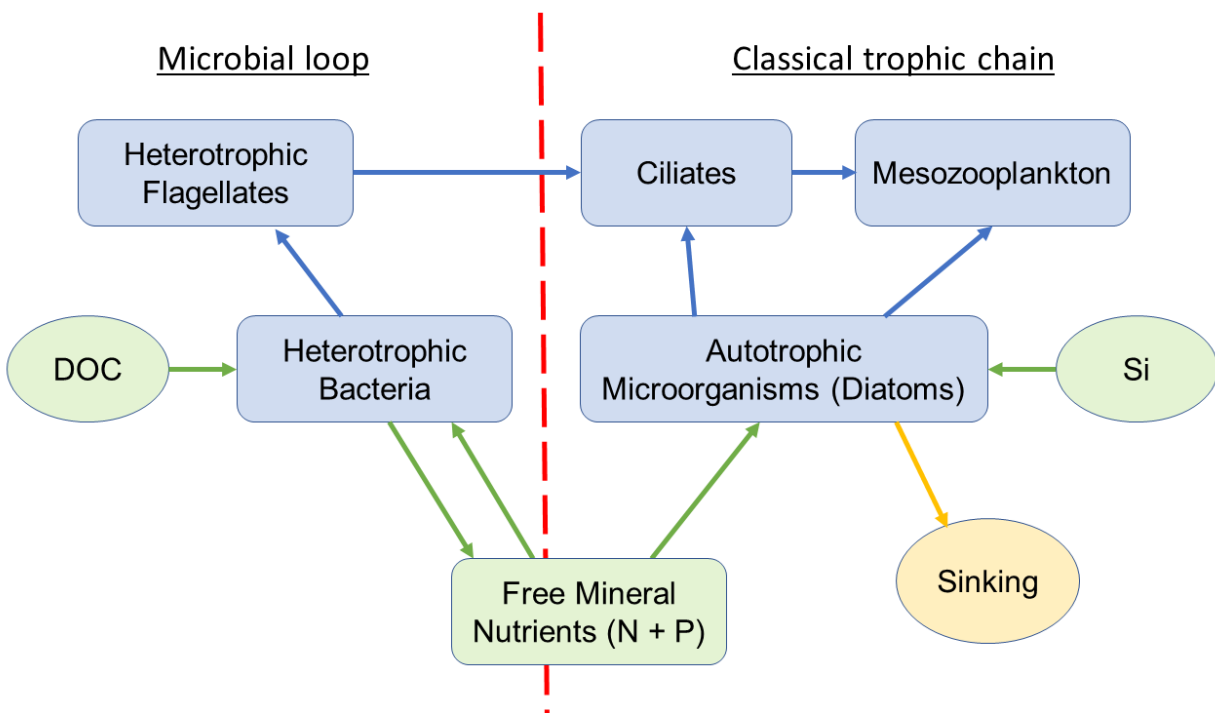 Microbial loop
Classical trophic chain
Heterotrophic
Flagellates
Ciliates
Mesozooplankton
DOC
Heterotrophic
Bacteria
Autotrophic
Microorganisms (Diatoms)
Si
Free Mineral
Nutrients (N + P)
Sinking